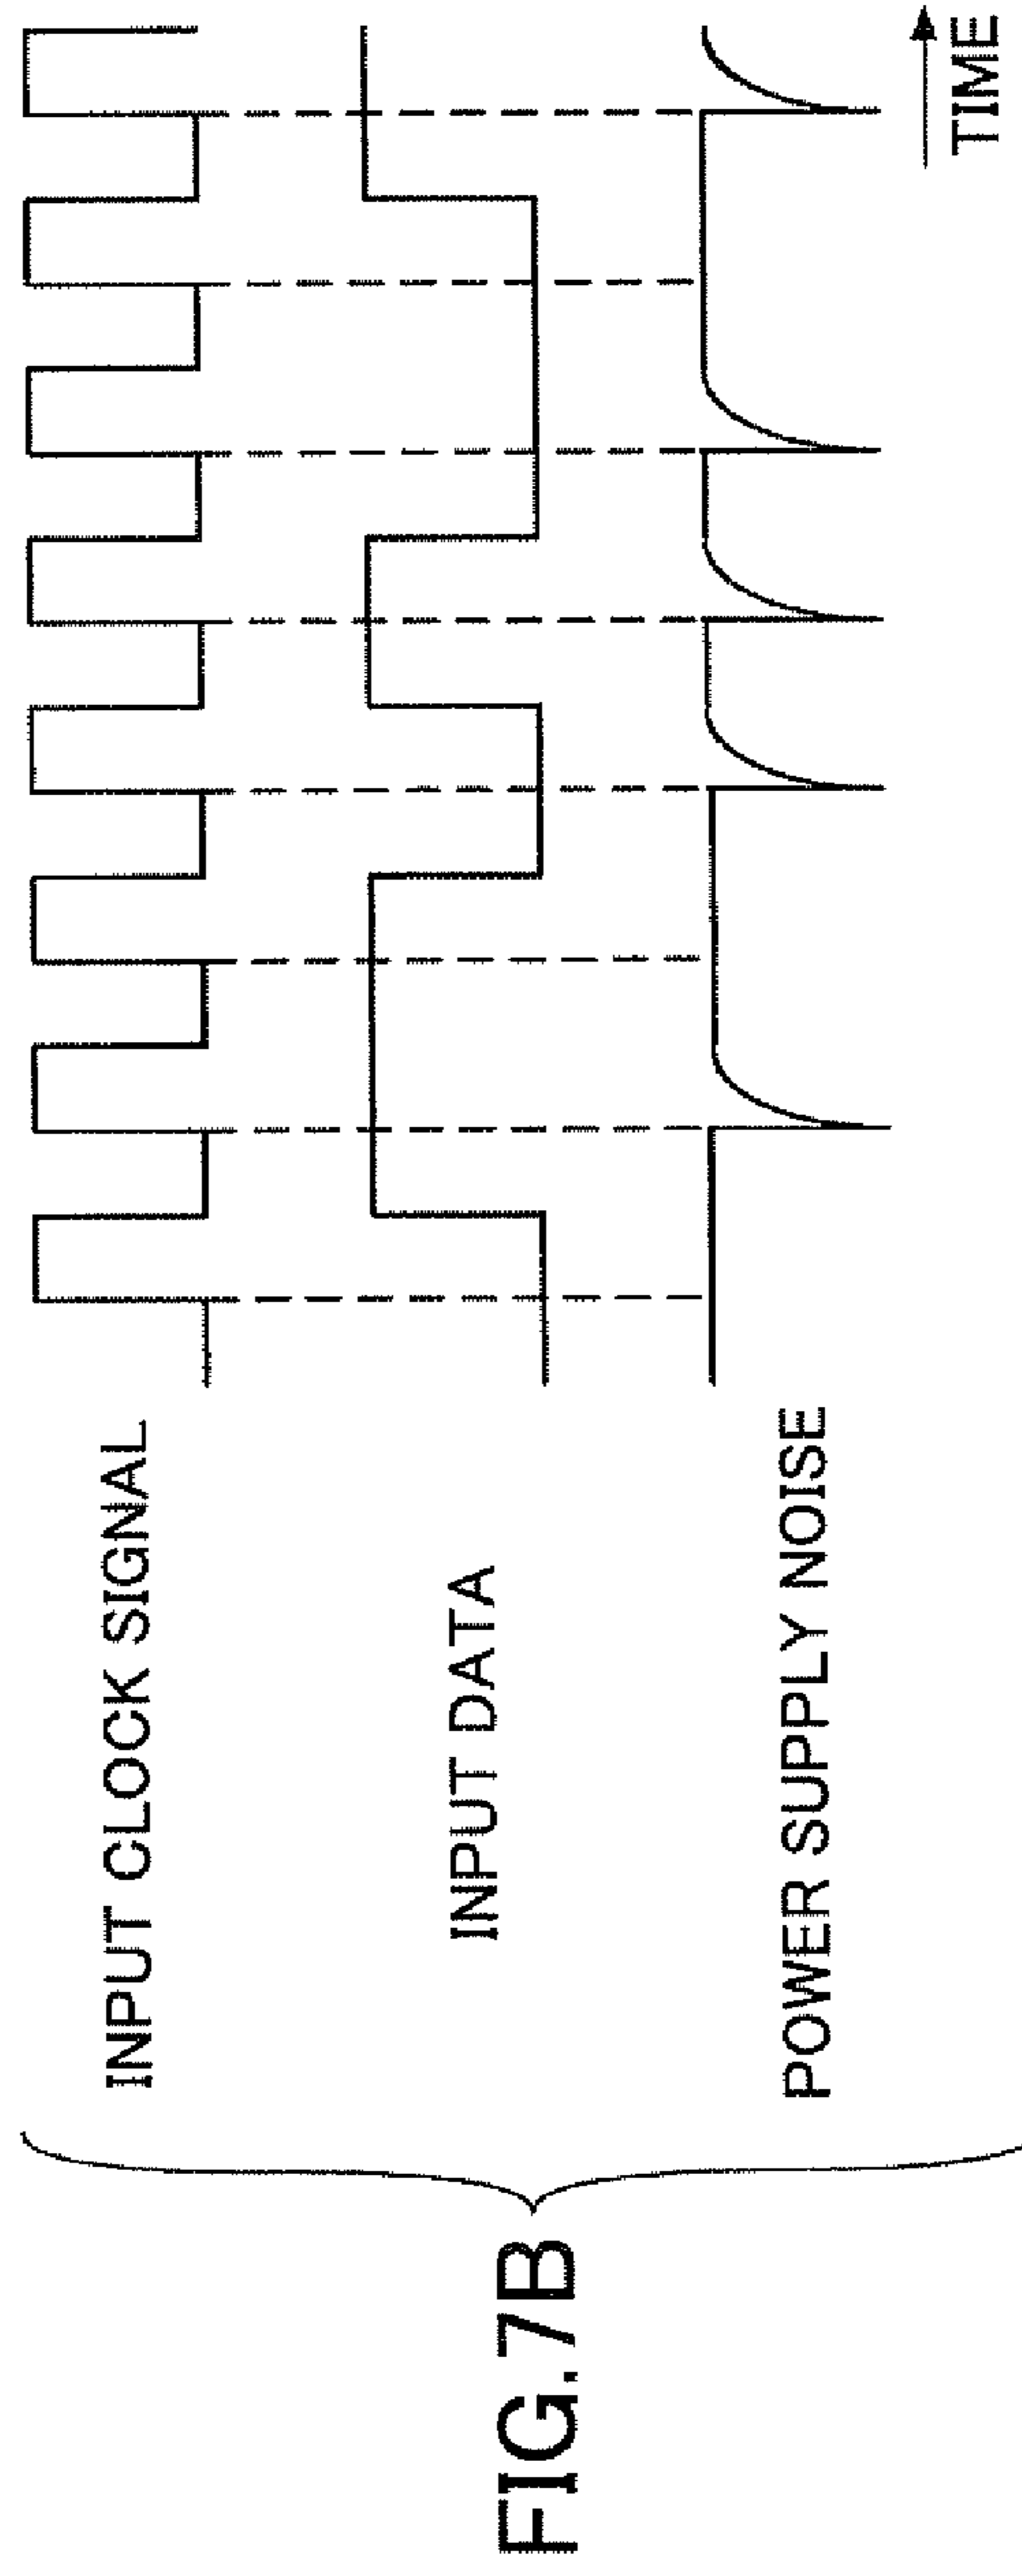 FIG. 7B
INPUT CLOCK SIGNAL
INPUT DATA
POWER SUPPLY NOISE
TIME